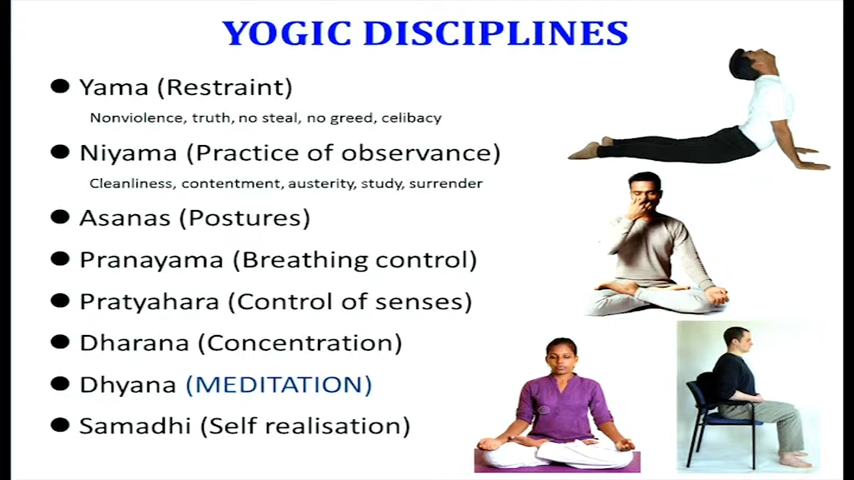 YOGIC DISCIPLINES
● Yama (Restraint)
Nonviolence, truth, no steal, no greed, celibacy
● Niyama (Practice of observance)
Cleanliness, contentment, austerity, study, surrender
● Asanas (Postures)
● Pranayama (Breathing control)
● Pratyahara (Control of senses)
● Dharana (Concentration)
● Dhyana (MEDITATION)
● Samadhi (Self realisation)